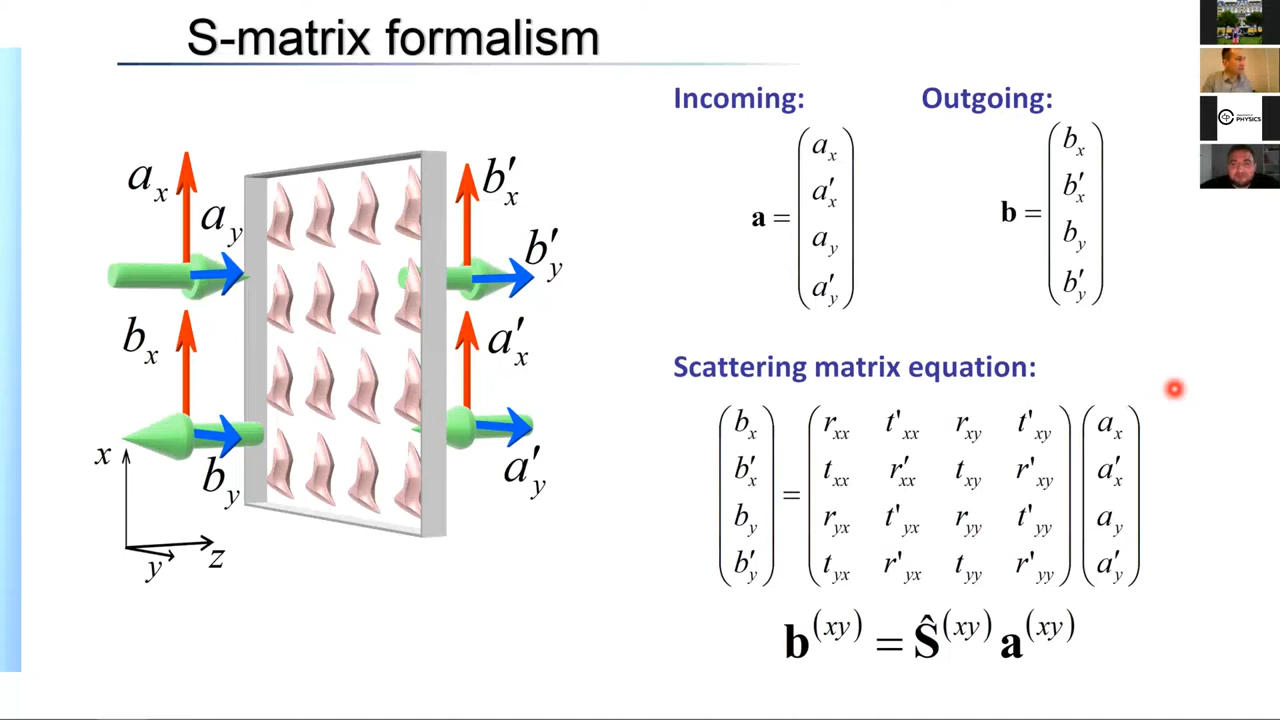 S-matrix formalism
Incoming: Outgoing:
a = (a_x a′_x a_y a′_y)
b = (b_x b′_x b_y b′_y)
a_x
a_y
b′_x
b′_y
b_x
b_y
a′_x
a′_y
x
y
z
Scattering matrix equation:
b_x r_xx t'_xx r_xy t'_xy a_x
b′_x = t_xx r′_xx t_xy r'_xy a′_x
b_y r_yx t'_yx r_yy t'_yy a_y
b′_y t_yx r'_yx t_yy r'_yy a′_y
b^(xy) = Ŝ^(xy) a^(xy)
PHYSICS